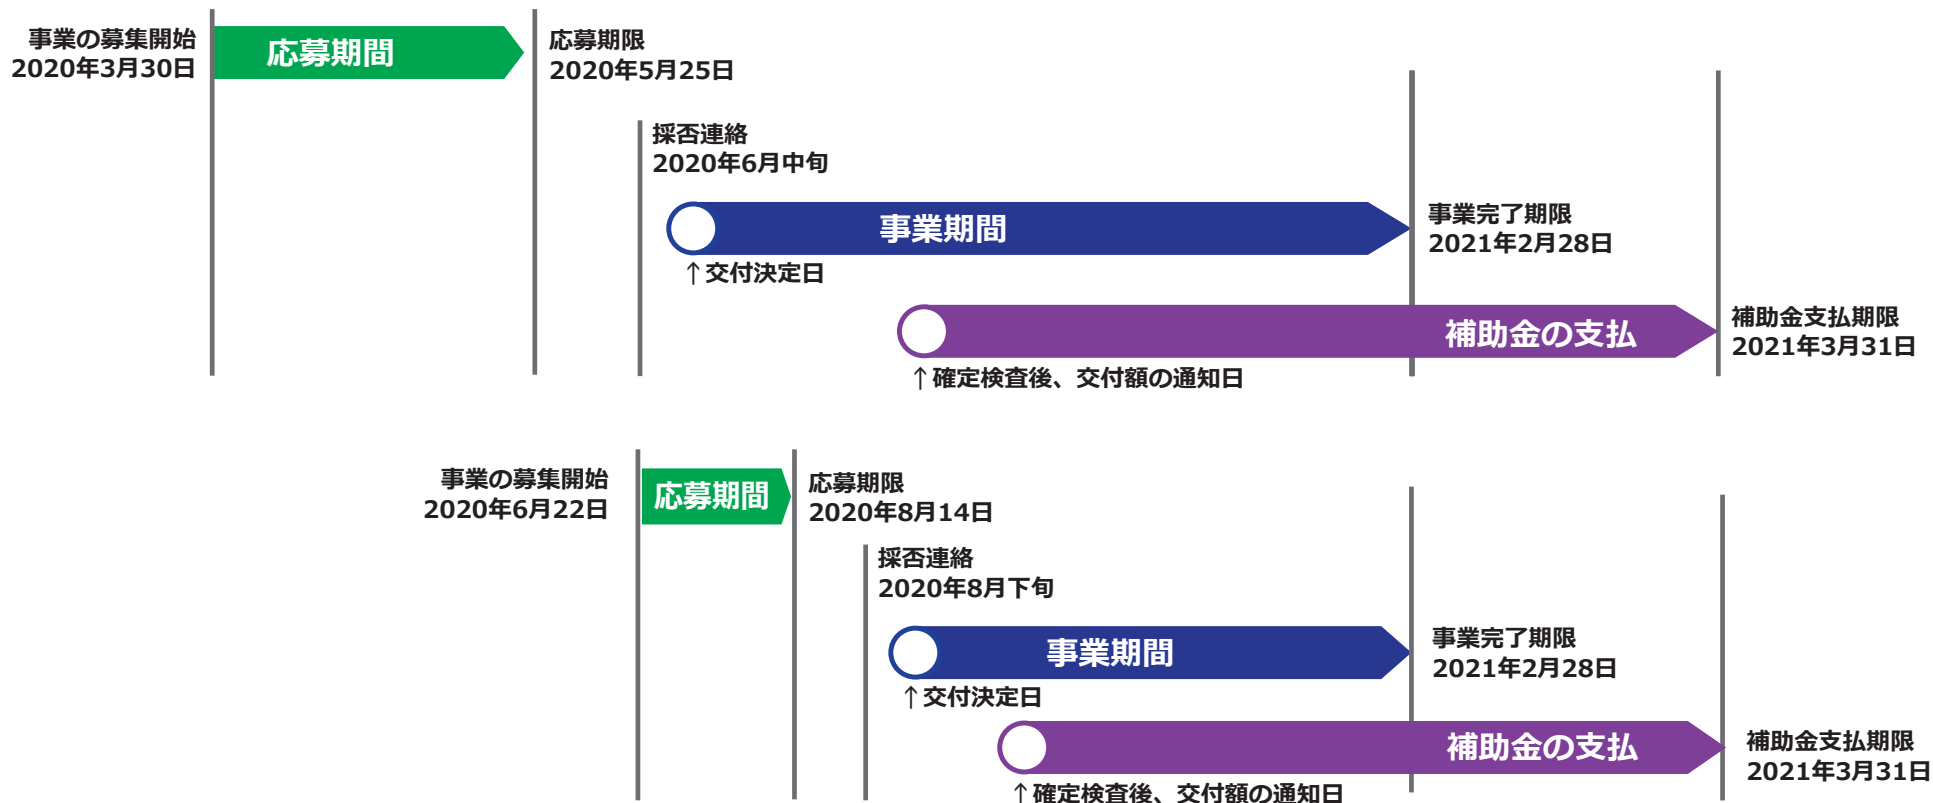 事業の募集開始
2020年3月30日
応募期間
応募期限
2020年5月25日
採否連絡
2020年6月中旬
事業期間
事業完了期限
2021年2月28日
↑交付決定日
補助金の支払
補助金支払期限
2021年3月31日
↑確定検査後、交付額の通知日
事業の募集開始
2020年6月22日
応募期間
応募期限
2020年8月14日
採否連絡
2020年8月下旬
事業期間
事業完了期限
2021年2月28日
↑交付決定日
補助金の支払
補助金支払期限
2021年3月31日
↑確定検査後、交付額の通知日